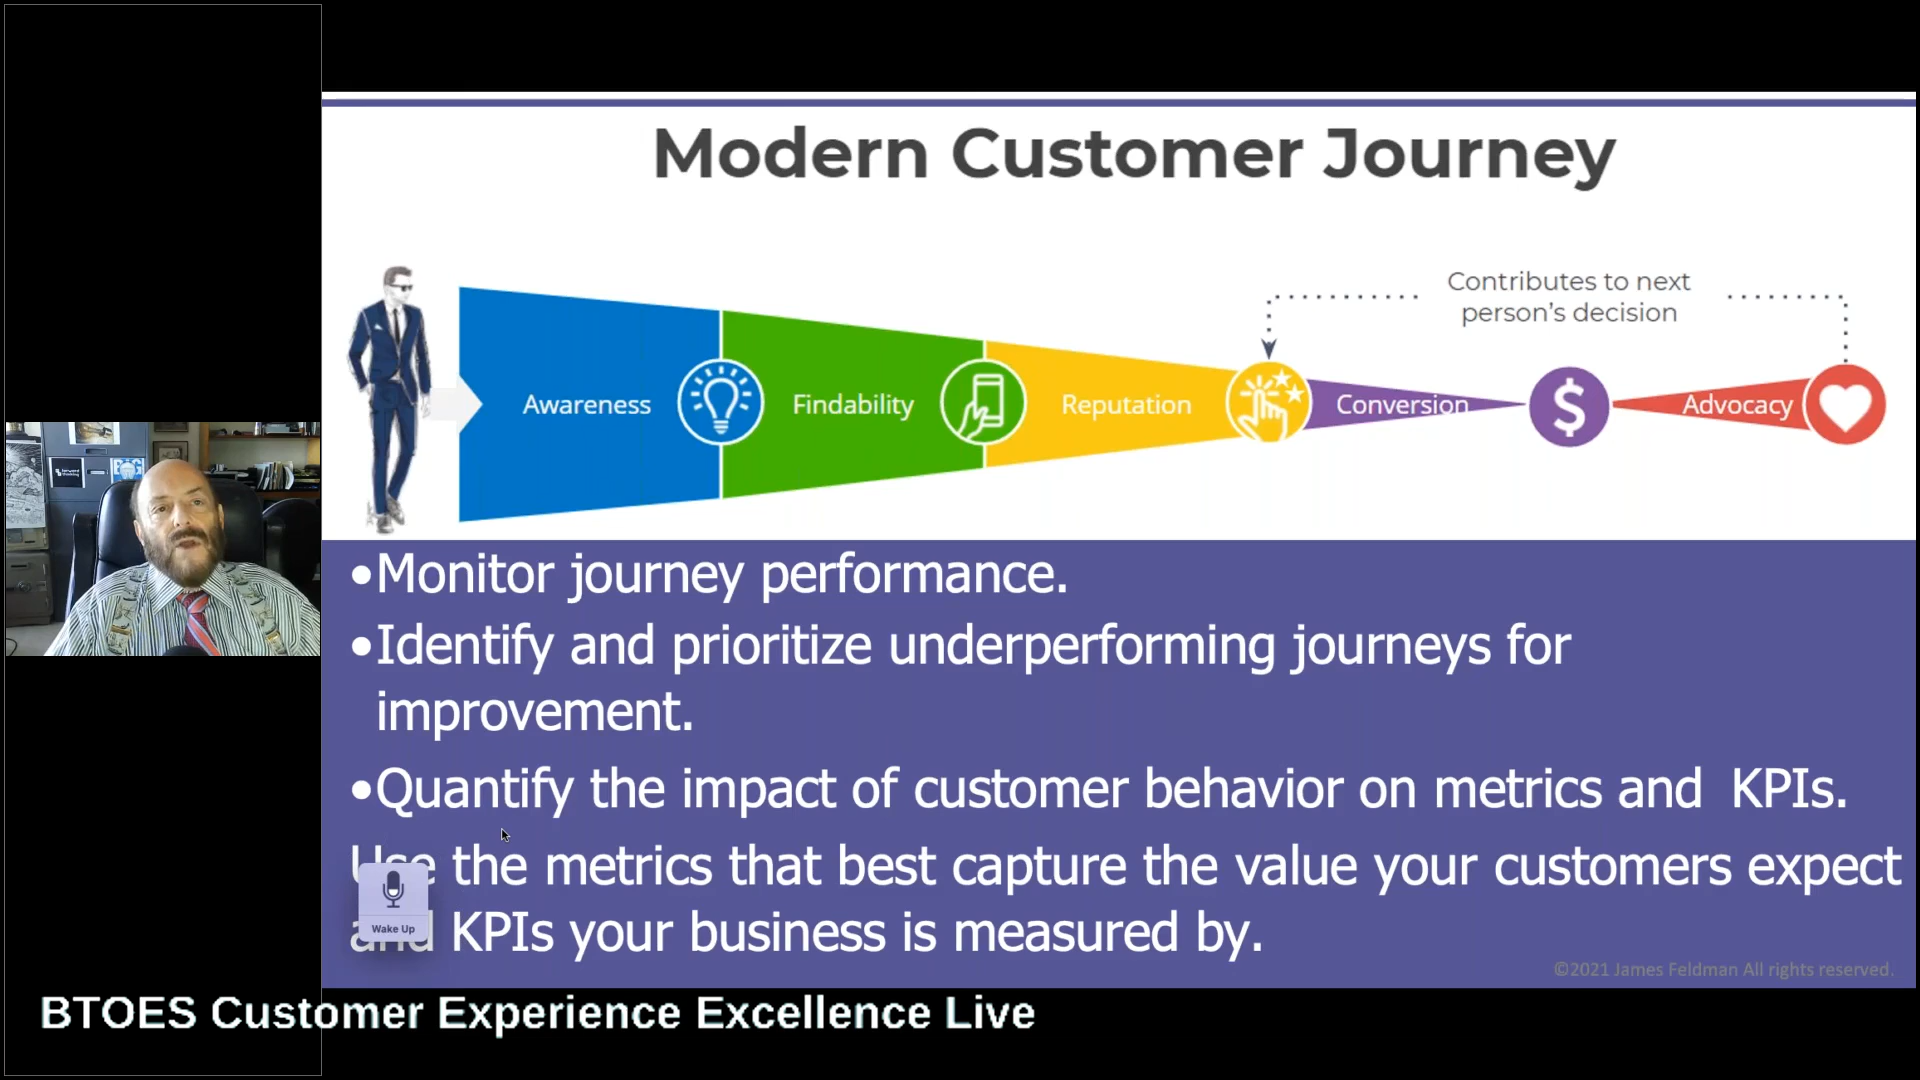 Modern Customer Journey
Contributes to next
person's decision
Awareness
Findability
Reputation
Conversion
Advocacy
•Monitor journey performance.
•Identify and prioritize underperforming journeys for
improvement.
•Quantify the impact of customer behavior on metrics and KPIs.
Use the metrics that best capture the value your customers expect
and KPIs your business is measured by.
Wake Up
©2021 James Feldman All rights reserved.
BTOES Customer Experience Excellence Live